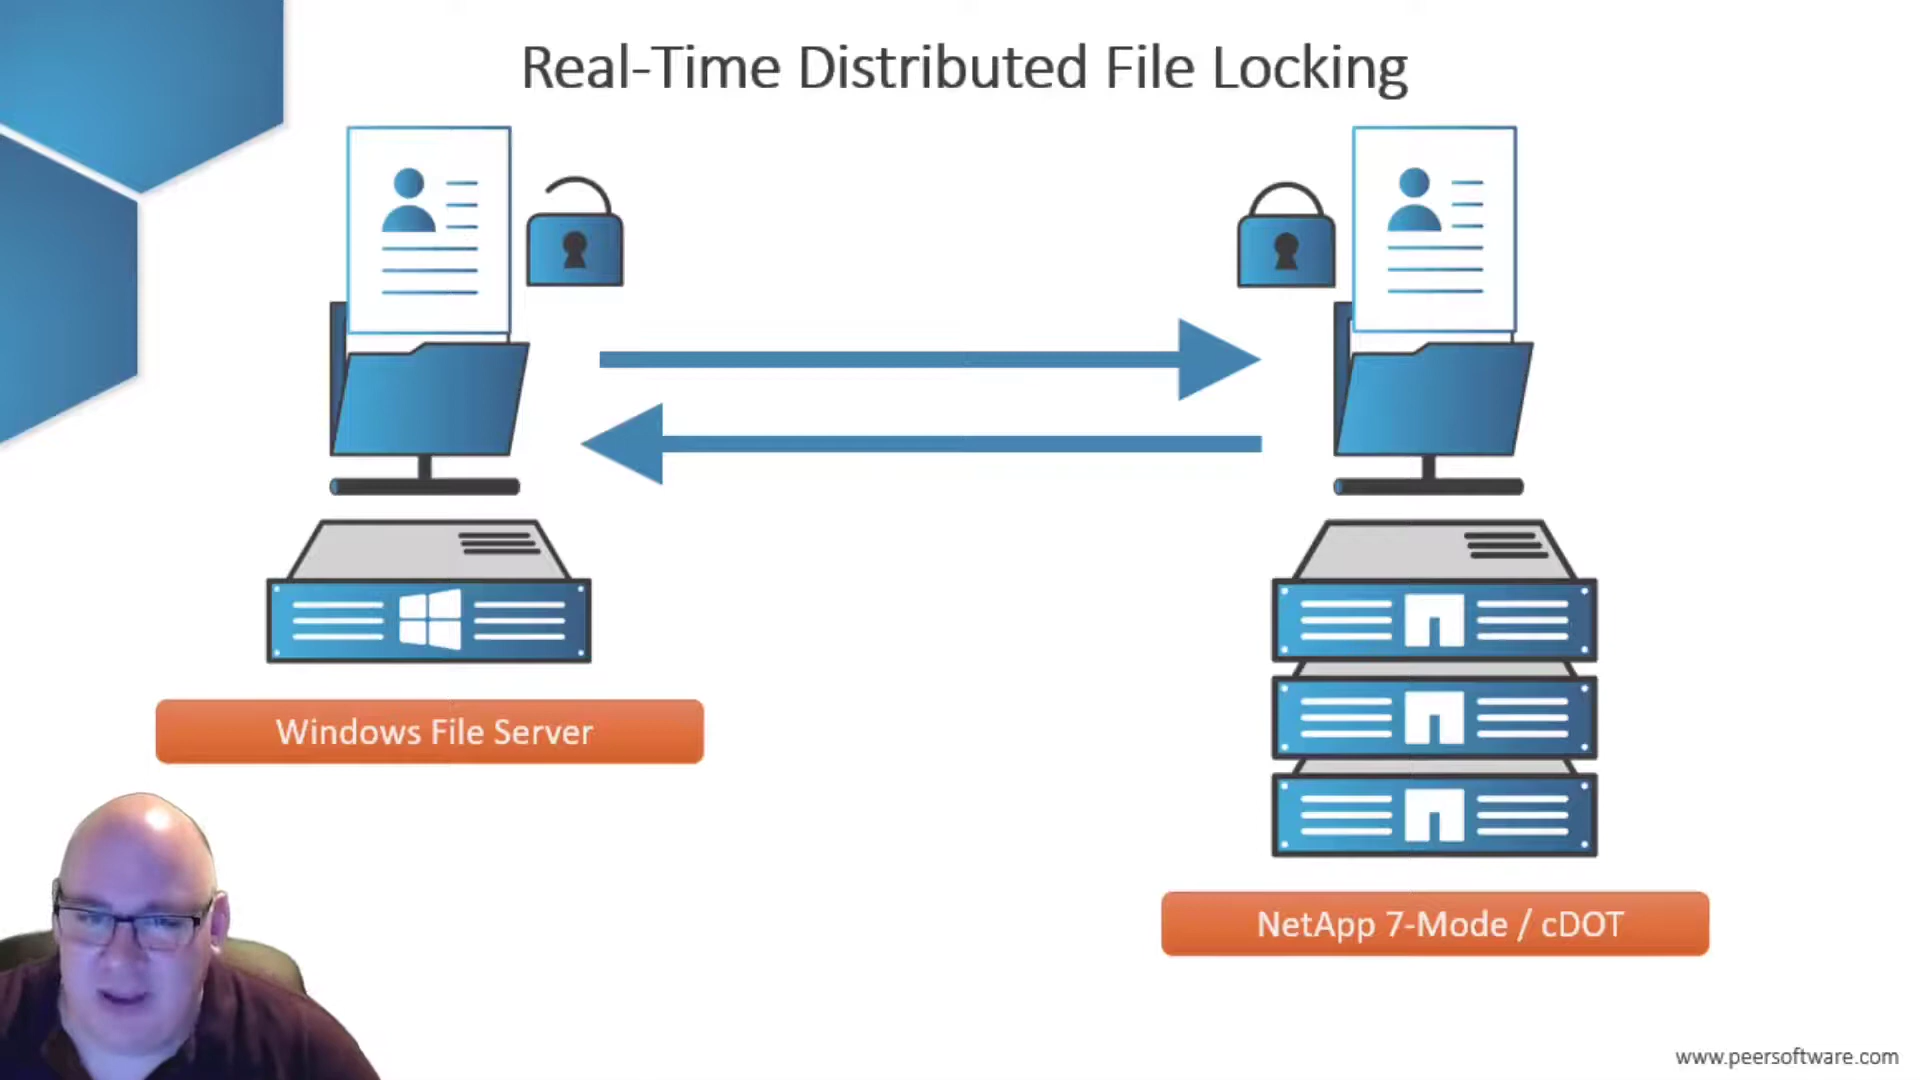 Real-Time Distributed File Locking
Windows File Server
NetApp 7-Mode / cDOT
www.peersoftware.com